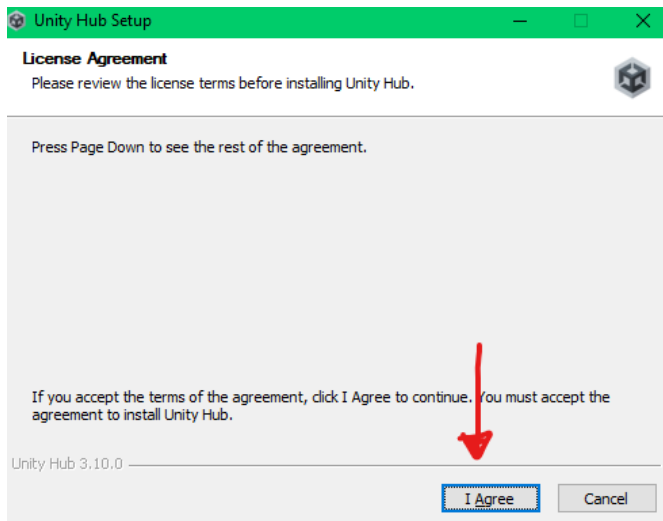 Unity Hub Setup
License Agreement
Please review the license terms before installing Unity Hub.
Press Page Down to see the rest of the agreement.
If you accept the terms of the agreement, click I Agree to continue. You must accept the
agreement to install Unity Hub.
Unity Hub 3.10.0
I Agree Cancel